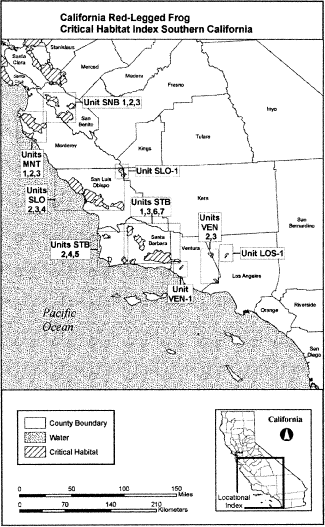 California Red-Legged Frog
Critical Habitat Index Southern California
Stanislaus
Santa
Clara
Merced
Madera
Fresno
Inyo
Unit SNB 1,2,3
San
Benito
Monterey
Kings
Tulare
Units
MNT
1,2,3
Unit SLO-1
San Luis
Obispo
Units
SLO
2,3,4
Units STB
1,3,6,7
Kern
Units
VEN
2,3
San
Bernardino
Units STB
2,4,5
Santa
Barbara
Ventura
Unit LOS-1
Los Angeles
Unit
VEN-1
Pacific
Ocean
Orange
Riverside
San
Diego
County Boundary
Water
Critical Habitat
California
Locational
Index
0 50 100 150
Miles
0 70 140 210
Kilometers